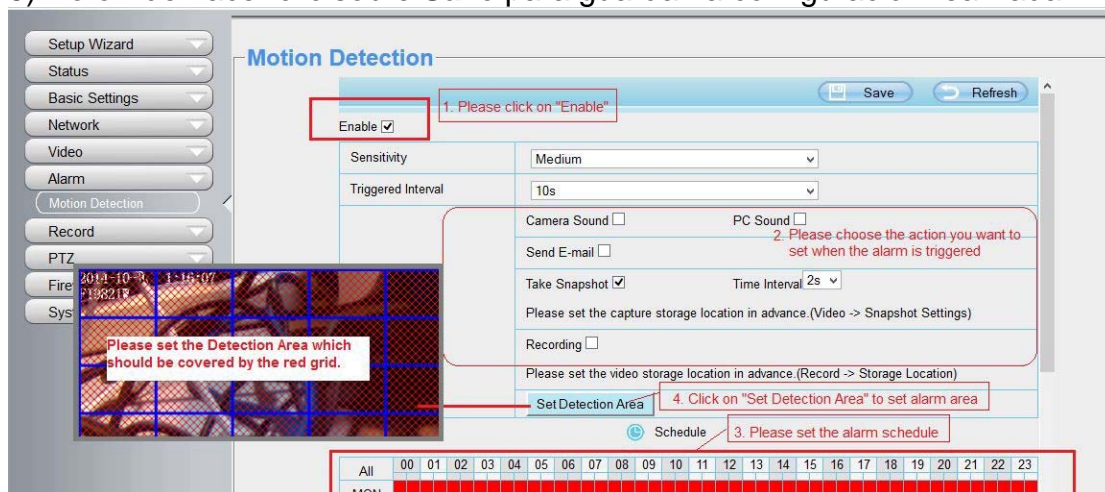 Setup Wizard
Status
Basic Settings
Network
Video
Alarm
Motion Detection
Record
PTZ
Fire
Sys
Motion Detection
Save
Refresh
1. Please click on "Enable"
Enable
Sensitivity
Medium
Triggered Interval
10s
Camera Sound
PC Sound
2. Please choose the action you want to
set when the alarm is triggered
Send E-mail
Take Snapshot
Time Interval 2s
Please set the capture storage location in advance.(Video -> Snapshot Settings)
Recording
Please set the video storage location in advance.(Record -> Storage Location)
Set Detection Area
4. Click on "Set Detection Area" to set alarm area
Schedule
3. Please set the alarm schedule
Please set the Detection Area which
should be covered by the red grid.
All 00 01 02 03 04 05 06 07 08 09 10 11 12 13 14 15 16 17 18 19 20 21 22 23